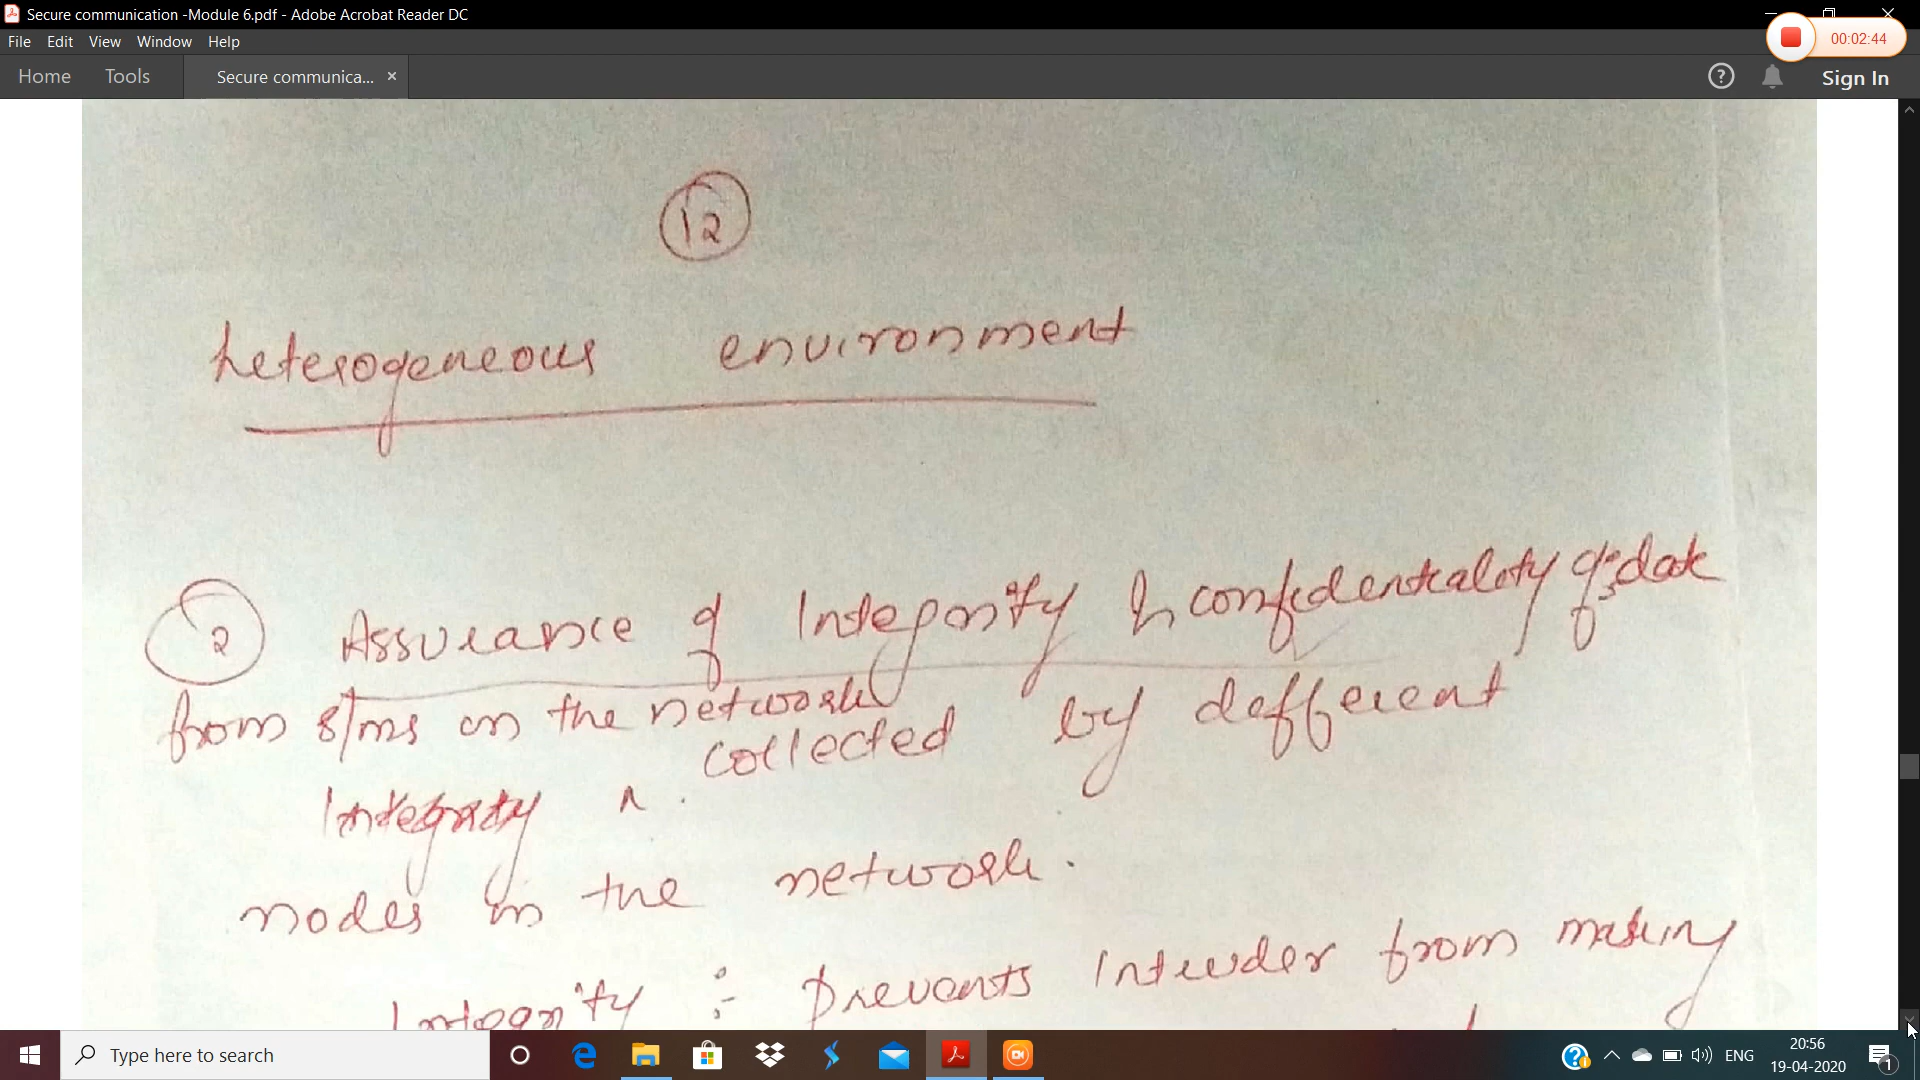 Secure communication -Module 6.pdf - Adobe Acrobat Reader DC
File Edit View Window Help
00:02:44
Home Tools Secure communica... × Sign In
12
heterogeneous environment
2 Assurance of Integrity & confidentiality of data
from s/ms on the network
collected by different
Integrity
nodes in the network.
Integrity :- Prevents Intruder from making
Type here to search
ENG
20:56
19-04-2020
1